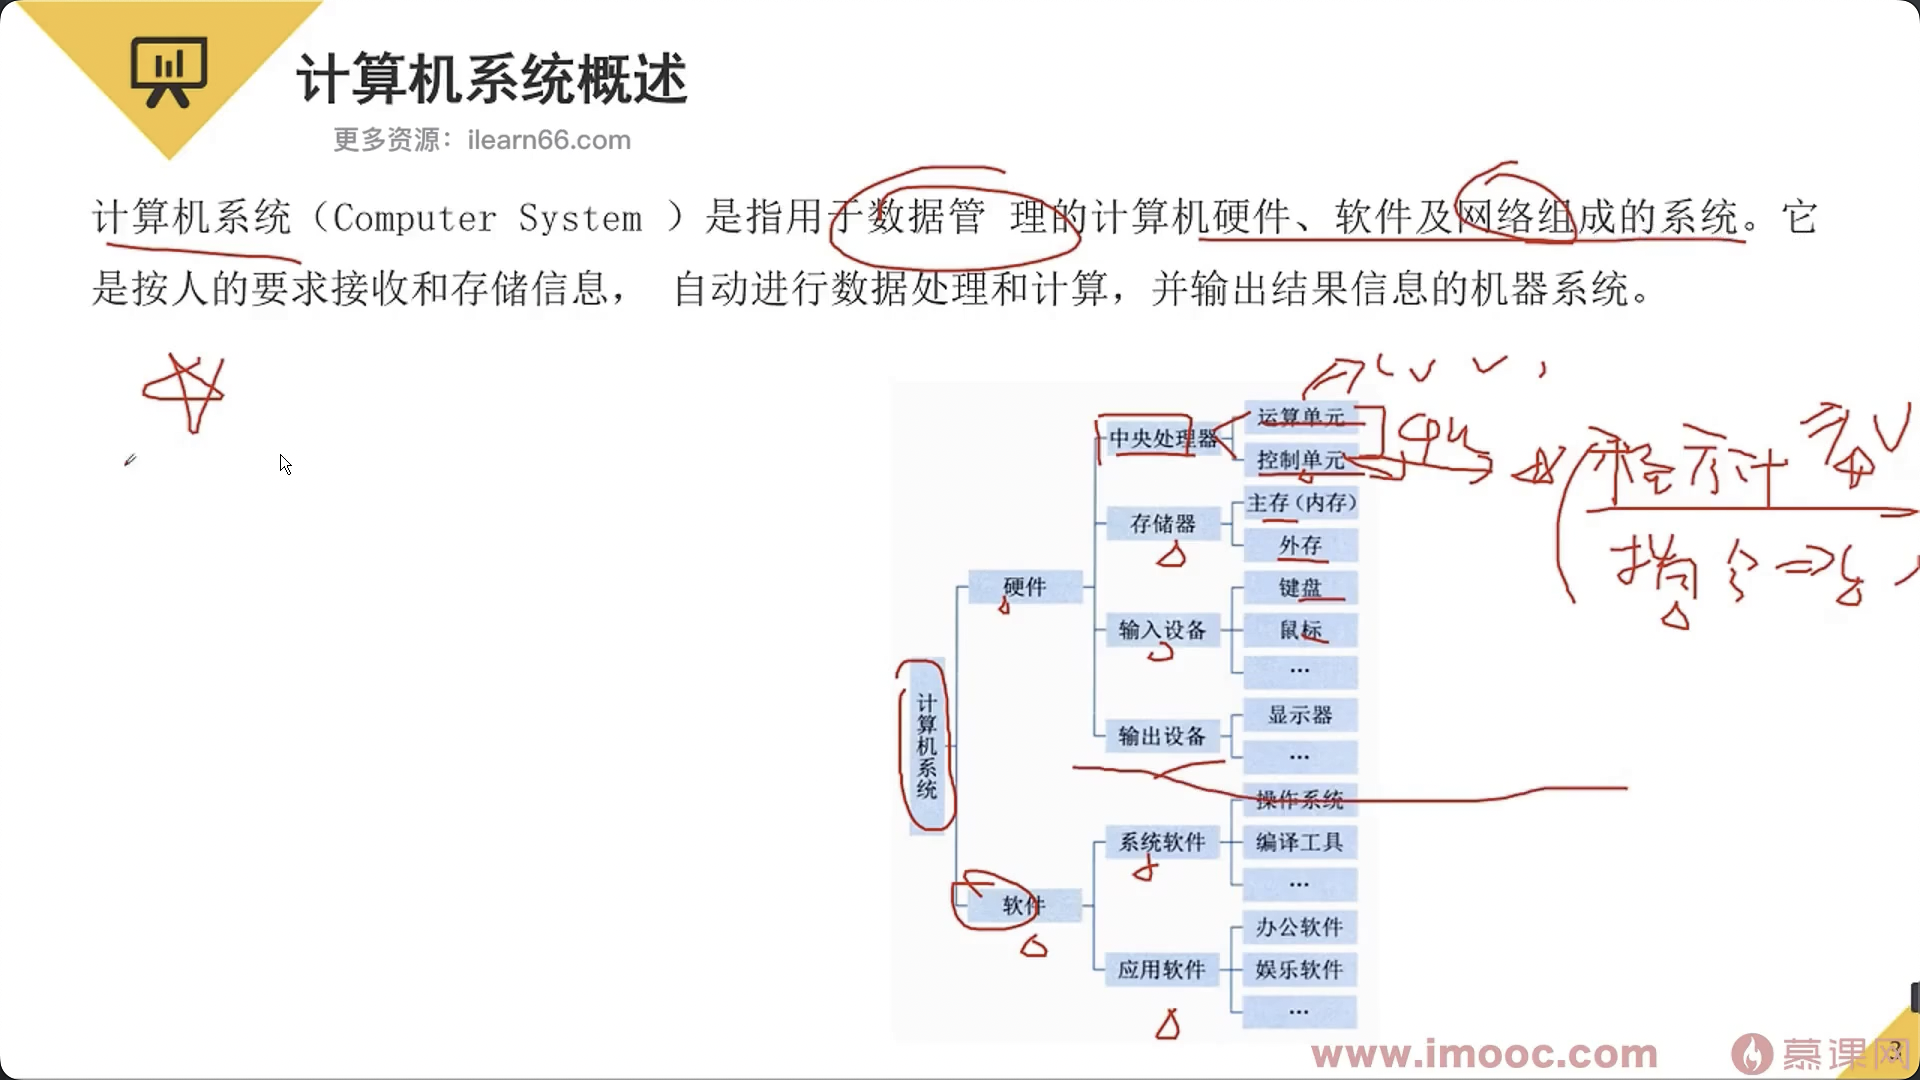 计算机系统概述
更多资源：ilearn66.com
计算机系统（Computer System ）是指用于数据管 理的计算机硬件、软件及网络组成的系统。它
是按人的要求接收和存储信息， 自动进行数据处理和计算，并输出结果信息的机器系统。
计算机系统
硬件
中央处理器
运算单元
控制单元
存储器
主存（内存）
外存
输入设备
键盘
鼠标
...
输出设备
显示器
...
软件
系统软件
操作系统
编译工具
...
应用软件
办公软件
娱乐软件
...
指令
www.imooc.com
慕课网
3